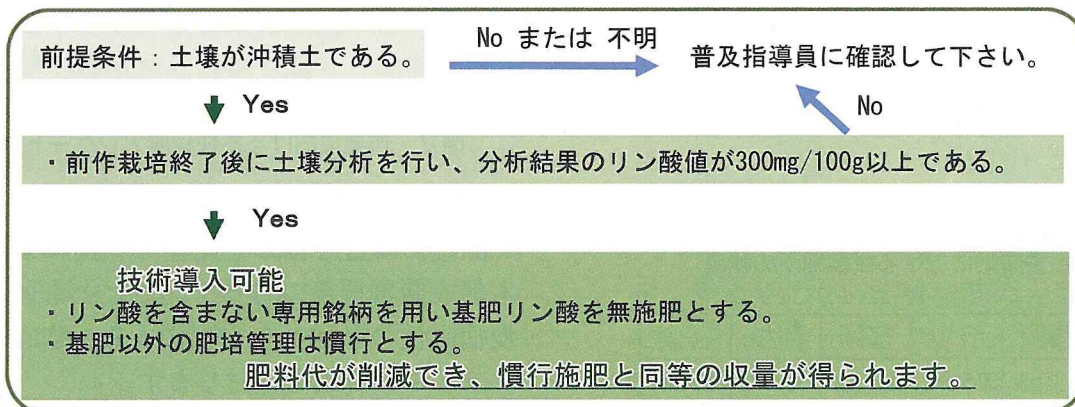 前提条件：土壌が沖積土である。
No または 不明
普及指導員に確認して下さい。
Yes
No
・前作栽培終了後に土壌分析を行い、分析結果のリン酸値が300mg/100g以上である。
Yes
技術導入可能
・リン酸を含まない専用銘柄を用い基肥リン酸を無施肥とする。
・基肥以外の肥培管理は慣行とする。
肥料代が削減でき、慣行施肥と同等の収量が得られます。